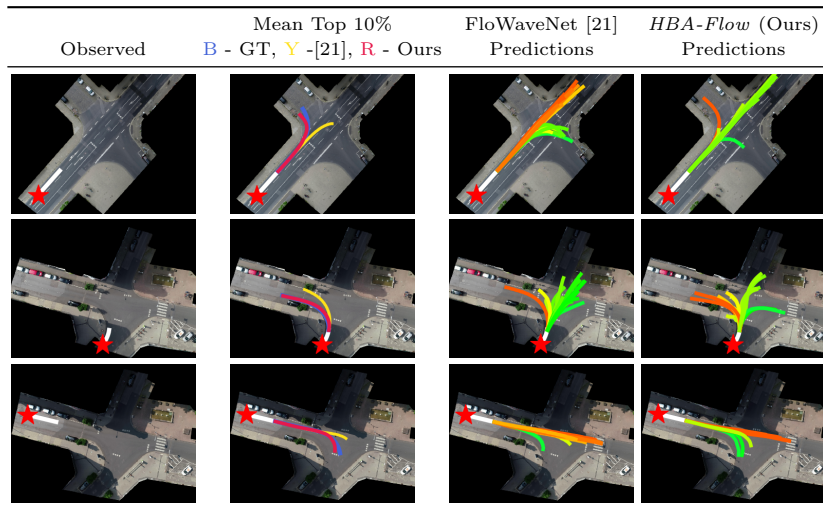 Mean Top 10% FloWaveNet [21] HBA-Flow (Ours)
Observed B - GT, Y -[21], R - Ours Predictions Predictions